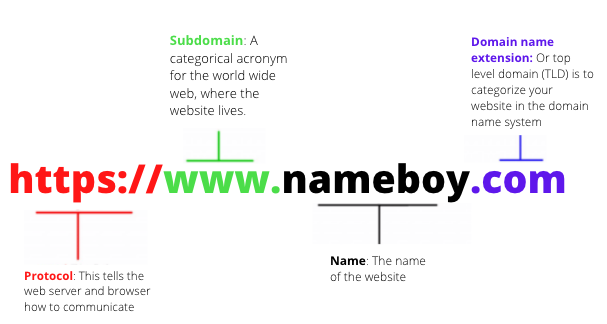 Subdomain: A
categorical acronym
for the world wide
web, where the
website lives.
Domain name
extension: Or top
level domain (TLD) is to
categorize your
website in the domain
name system
https://www.nameboy.com
Protocol: This tells the
web server and browser
how to communicate
Name: The name
of the website